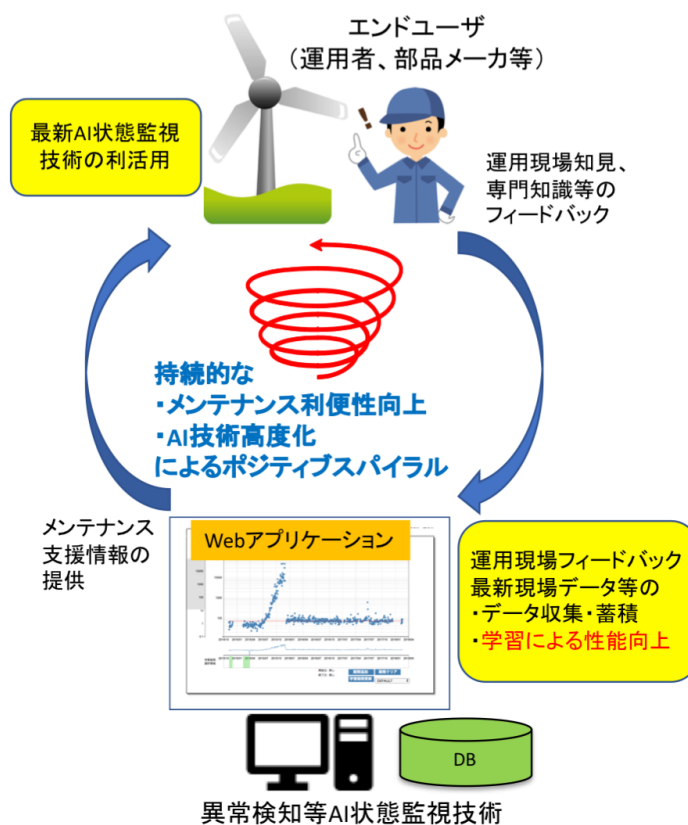 エンドユーザ
（運用者、部品メーカ等）
最新AI状態監視
技術の利活用
運用現場知見、
専門知識等の
フィードバック
持続的な
・メンテナンス利便性向上
・AI技術高度化
によるポジティブスパイラル
メンテナンス
支援情報の
提供
Webアプリケーション
運用現場フィードバック
最新現場データ等の
・データ収集・蓄積
・学習による性能向上
DB
異常検知等AI状態監視技術